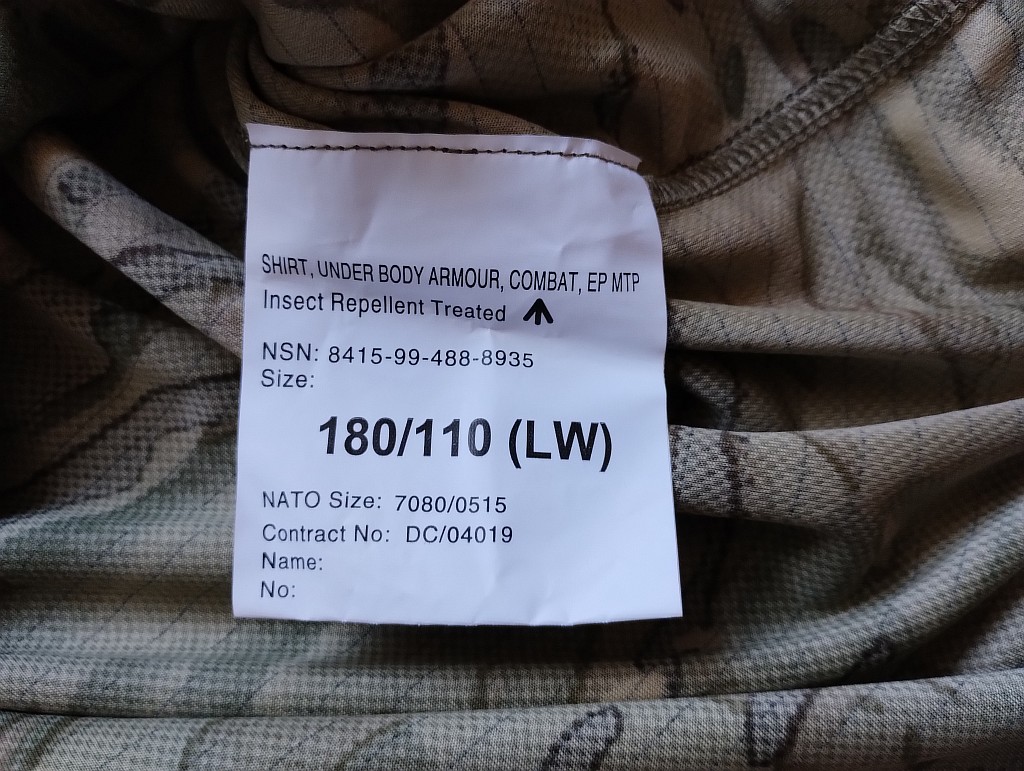 SHIRT, UNDER BODY ARMOUR, COMBAT, EP MTP
Insect Repellent Treated
NSN: 8415-99-488-8935
Size:
180/110 (LW)
NATO Size: 7080/0515
Contract No: DC/04019
Name:
No: